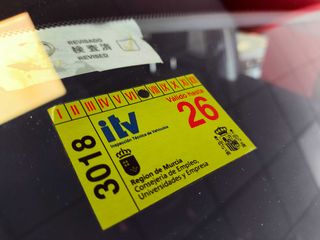 REVISADO
検査済
REVISED
I II III IV V VI VIII IX X XI XII
Válido hasta
26
itv
Inspección Técnica de Vehículos
3018
Región de Murcia
Consejería de Empleo,
Universidades y Empresa